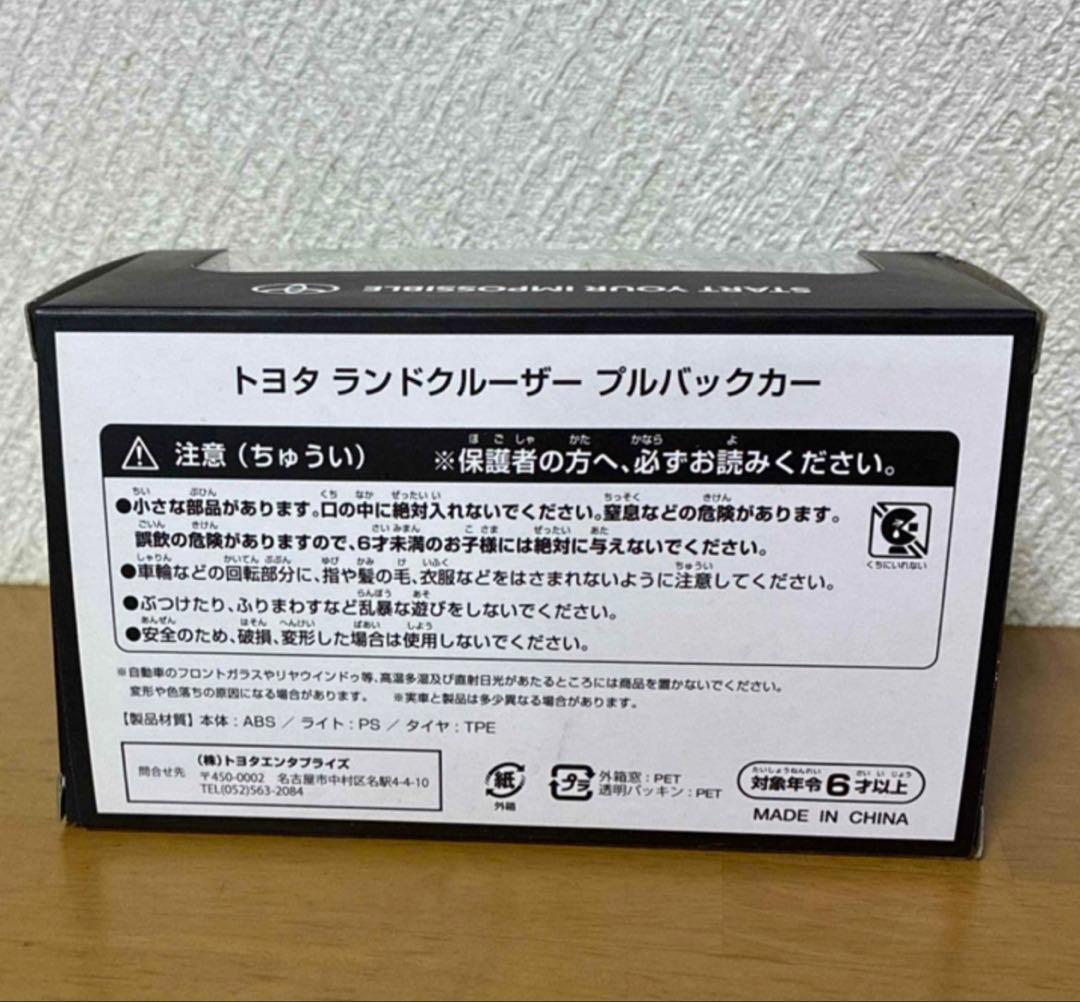 START YOUR IMPOSSIBLE
トヨタ ランドクルーザー プルバックカー
注意(ちゅうい) ※保護者の方へ、必ずお読みください。
●小さな部品があります。口の中に絶対入れないでください。窒息などの危険があります。
誤飲の危険がありますので、6才未満のお子様には絶対に与えないでください。
くちにいれない
●車輪などの回転部分に、指や髪の毛、衣服などをはさまれないように注意してください。
●ぶつけたり、ふりまわすなど乱暴な遊びをしないでください。
●安全のため、破損、変形した場合は使用しないでください。
※自動車のフロントガラスやリヤウインドゥ等、高温多湿及び直射日光があたるところには商品を置かないでください。
変形や色落ちの原因になる場合があります。 ※実車と製品は多少異なる場合があります。
【製品材質】本体:ABS / ライト:PS / タイヤ:TPE
問合せ先
(株)トヨタエンタプライズ
〒450-0002 名古屋市中村区名駅4-4-10
TEL(052)563-2084
紙
外箱
プラ
外箱窓:PET
透明パッキン:PET
対象年令6才以上
MADE IN CHINA